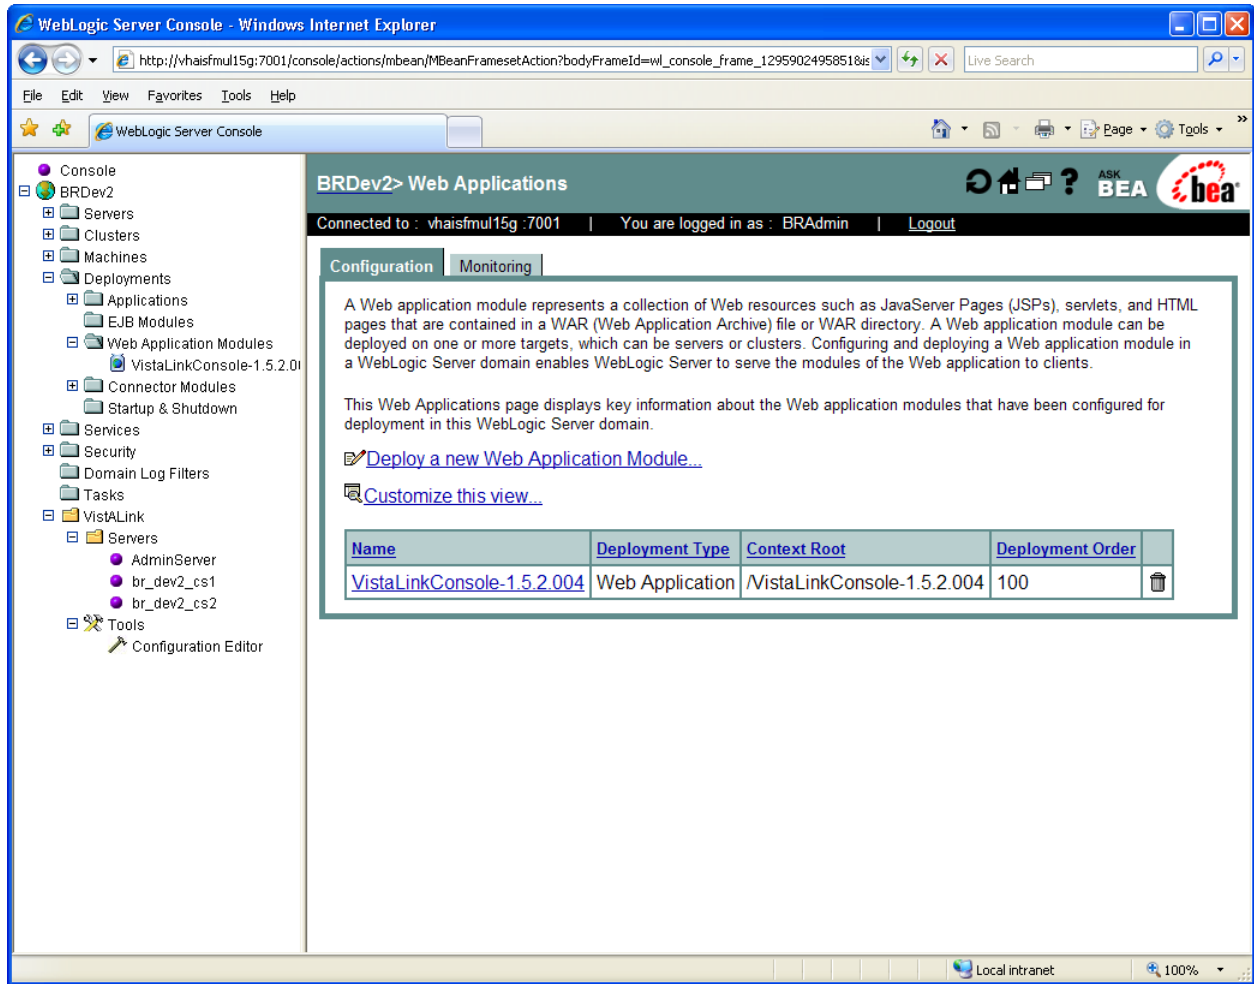 WebLogic Server Console - Windows Internet Explorer
http://vhaisfmul15g:7001/console/actions/mbean/MBeanFramesetAction?bodyFrameId=wl_console_frame_1295902495851&is
Live Search
File Edit View Favorites Tools Help
WebLogic Server Console
Page Tools
Console
BRDev2
Servers
Clusters
Machines
Deployments
Applications
EJB Modules
Web Application Modules
VistaLinkConsole-1.5.2.0
Connector Modules
Startup & Shutdown
Services
Security
Domain Log Filters
Tasks
VistALink
Servers
AdminServer
br_dev2_cs1
br_dev2_cs2
Tools
Configuration Editor
BRDev2> Web Applications
ASK
BEA
bea
Connected to : vhaisfmul15g :7001 | You are logged in as : BRAdmin | Logout
Configuration Monitoring
A Web application module represents a collection of Web resources such as JavaServer Pages (JSPs), servlets, and HTML
pages that are contained in a WAR (Web Application Archive) file or WAR directory. A Web application module can be
deployed on one or more targets, which can be servers or clusters. Configuring and deploying a Web application module in
a WebLogic Server domain enables WebLogic Server to serve the modules of the Web application to clients.
This Web Applications page displays key information about the Web application modules that have been configured for
deployment in this WebLogic Server domain.
Deploy a new Web Application Module...
Customize this view...
Name Deployment Type Context Root Deployment Order
VistaLinkConsole-1.5.2.004 Web Application /VistaLinkConsole-1.5.2.004 100
Local intranet 100%